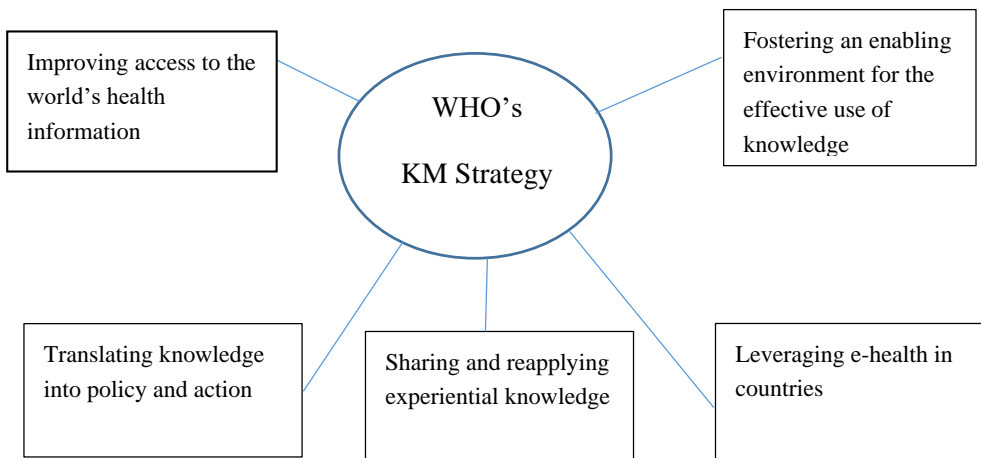 Improving access to the
world’s health
information
WHO’s
KM Strategy
Fostering an enabling
environment for the
effective use of
knowledge
Translating knowledge
into policy and action
Sharing and reapplying
experiential knowledge
Leveraging e-health in
countries